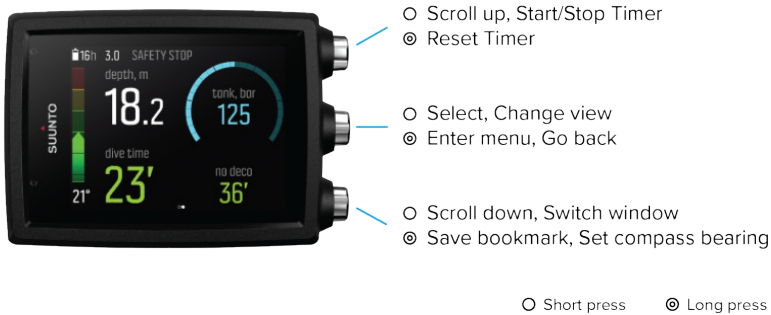 Scroll up, Start/Stop Timer
Reset Timer
16h 3.0 SAFETY STOP
depth, m
18.2
tank, bar
125
SUUNTO
Select, Change view
Enter menu, Go back
dive time
23'
no deco
36'
21°
Scroll down, Switch window
Save bookmark, Set compass bearing
Short press
Long press